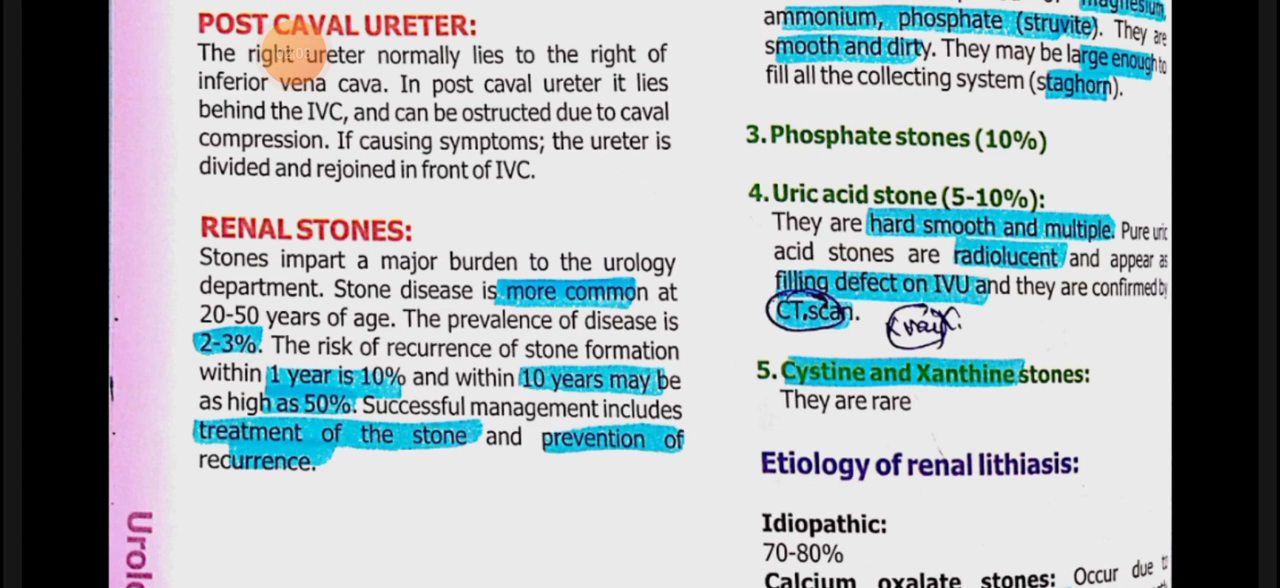 POST CAVAL URETER:
The right ureter normally lies to the right of
inferior vena cava. In post caval ureter it lies
behind the IVC, and can be ostructed due to caval
compression. If causing symptoms; the ureter is
divided and rejoined in front of IVC.
RENAL STONES:
Stones impart a major burden to the urology
department. Stone disease is more common at
20-50 years of age. The prevalence of disease is
2-3%. The risk of recurrence of stone formation
within 1 year is 10% and within 10 years may be
as high as 50%. Successful management includes
treatment of the stone and prevention of
recurrence.
magnesium,
ammonium, phosphate (struvite). They are
smooth and dirty. They may be large enough to
fill all the collecting system (staghorn).
3. Phosphate stones (10%)
4. Uric acid stone (5-10%):
They are hard smooth and multiple. Pure uric
acid stones are radiolucent and appear as
filling defect on IVU and they are confirmed by
CT.scan.
5. Cystine and Xanthine stones:
They are rare
Etiology of renal lithiasis:
Idiopathic:
70-80%
Calcium oxalate stones: Occur due t